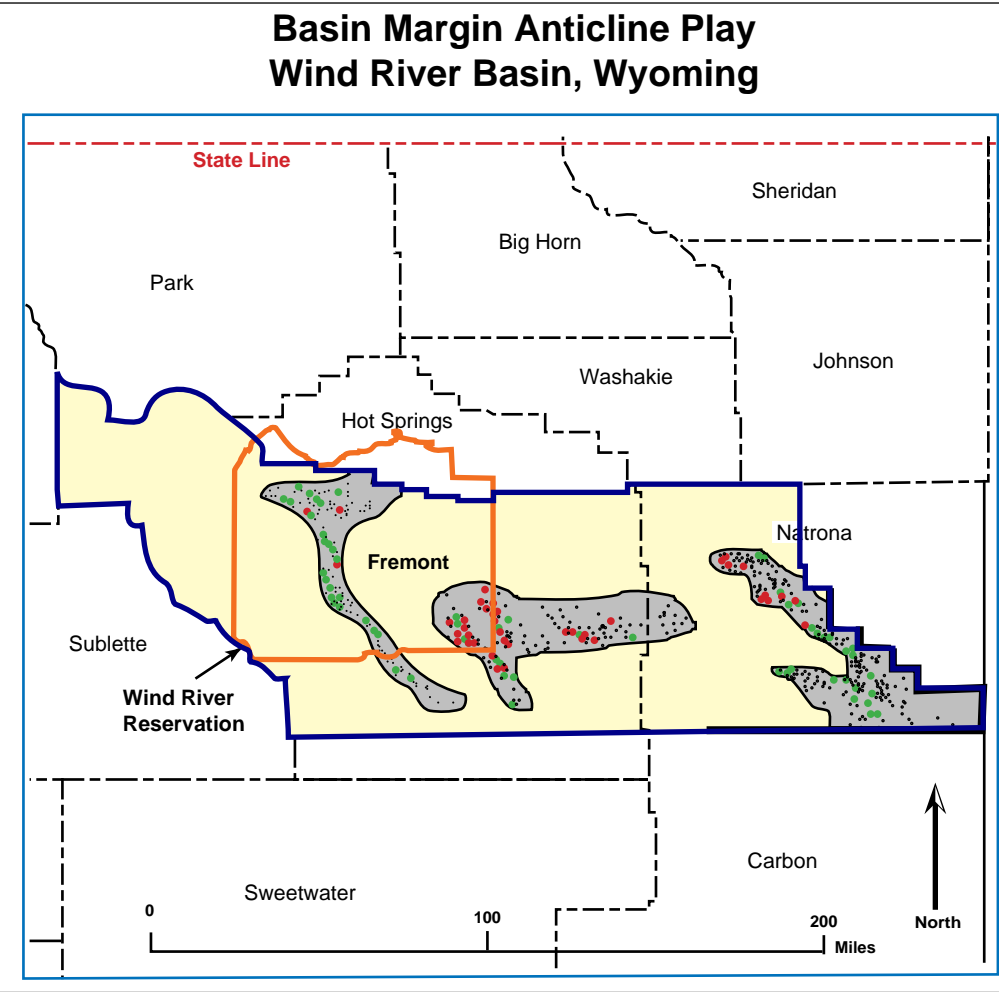 Basin Margin Anticline Play
Wind River Basin, Wyoming
State Line
Sheridan
Big Horn
Park
Johnson
Washakie
Hot Springs
Natrona
Fremont
Sublette
Wind River
Reservation
Carbon
Sweetwater
0
100
200
Miles
North